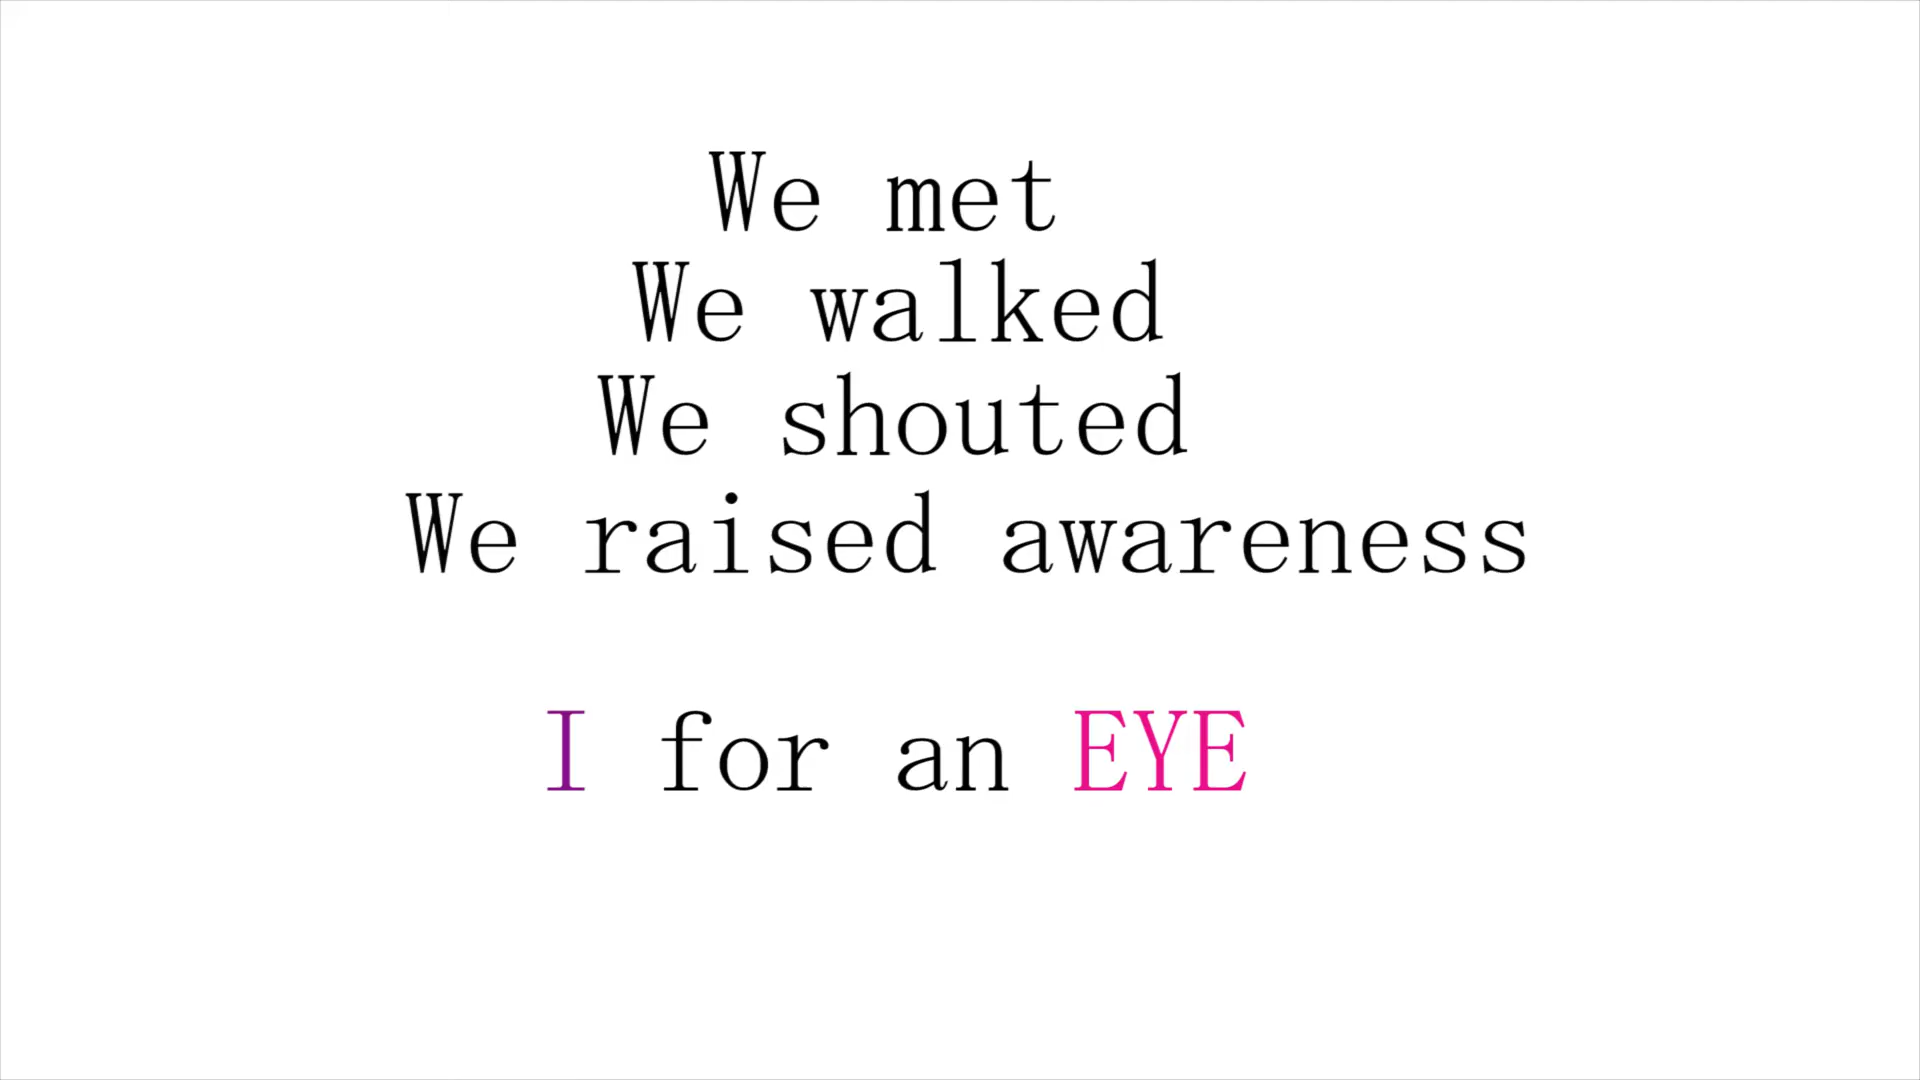 We met
We walked
We shouted
We raised awareness
I for an EYE